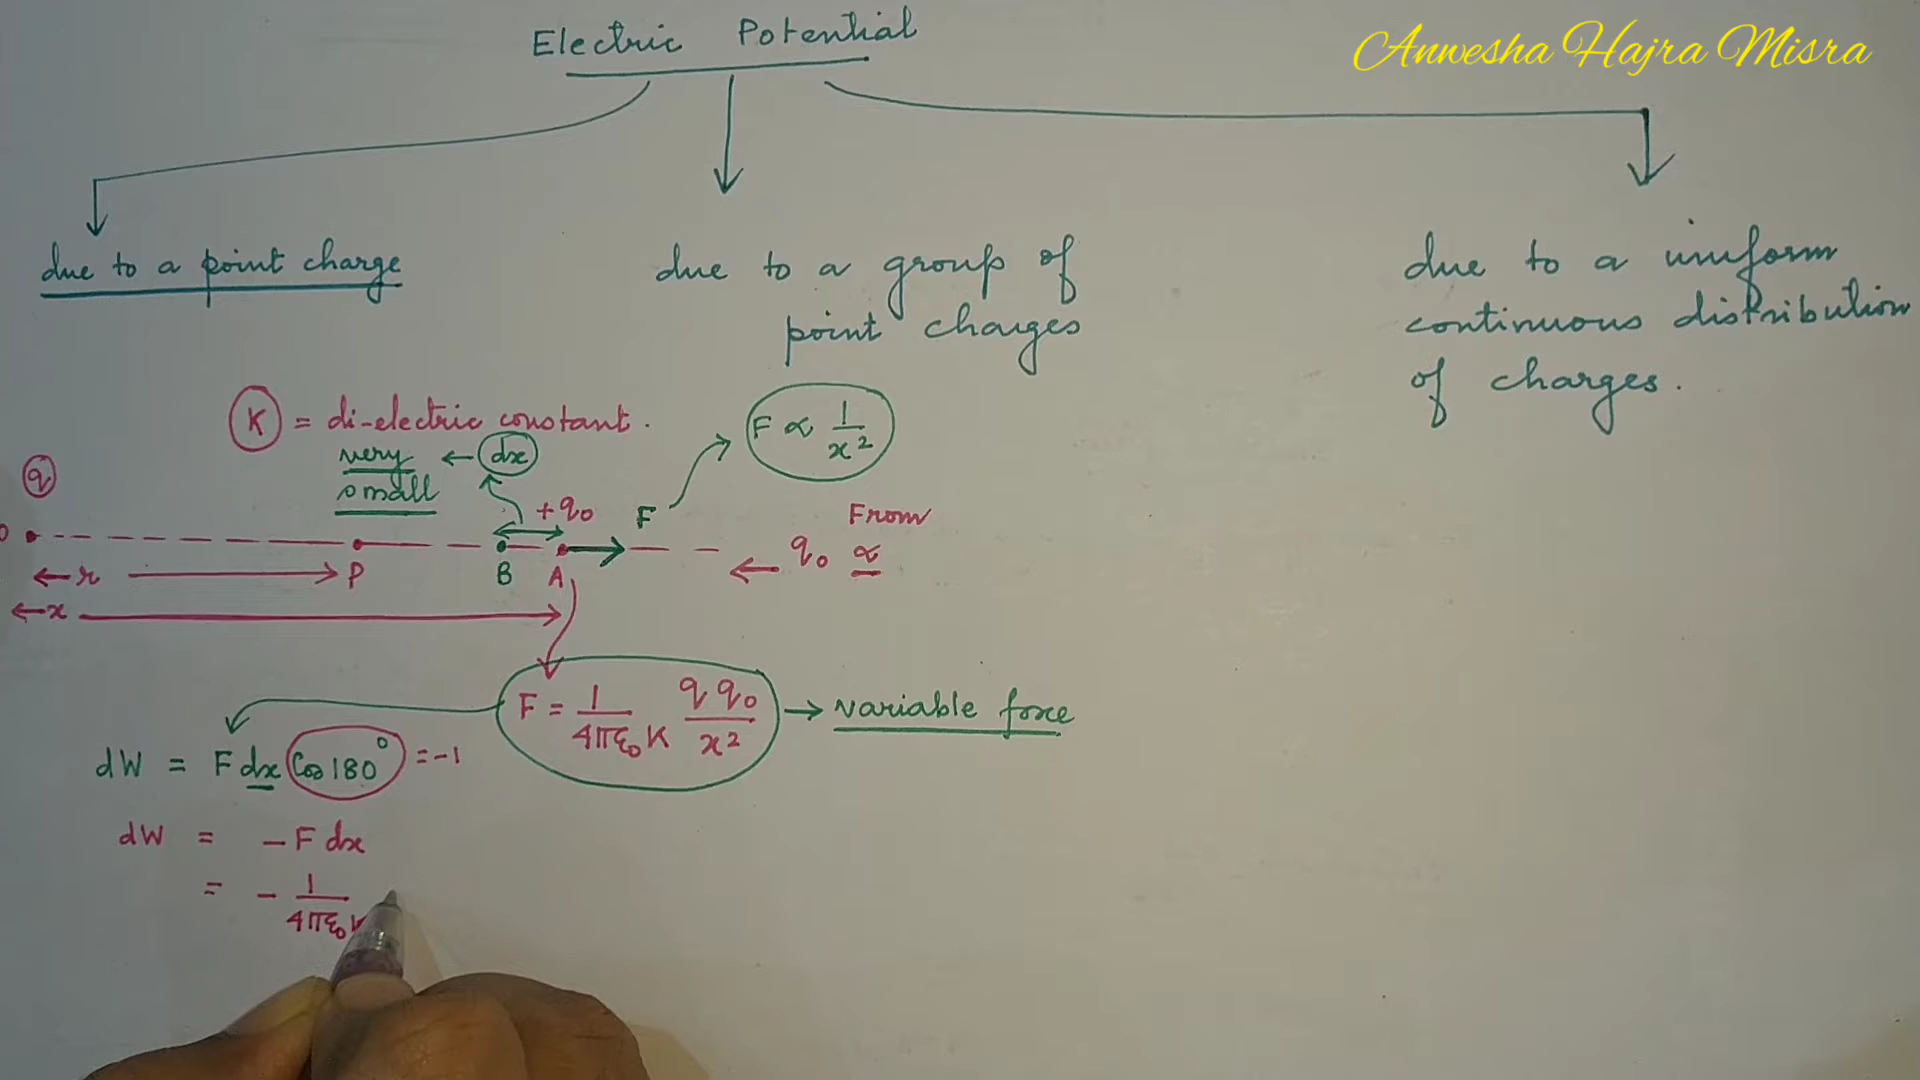 Electric Potential
Anwesha Hajra Misra
due to a point charge
due to a group of
point charges
due to a uniform
continuous distribution
of charges.
K = di-electric constant.
very ← dx
small
F ∝ 1/x²
q
+q₀
F
From
q₀ ∝
← r → P
B A
← x →
F = 1/4πε₀K qq₀/x² → variable force
dW = F dx Cos 180° = -1
dW = - F dx
= - 1/4πε₀K